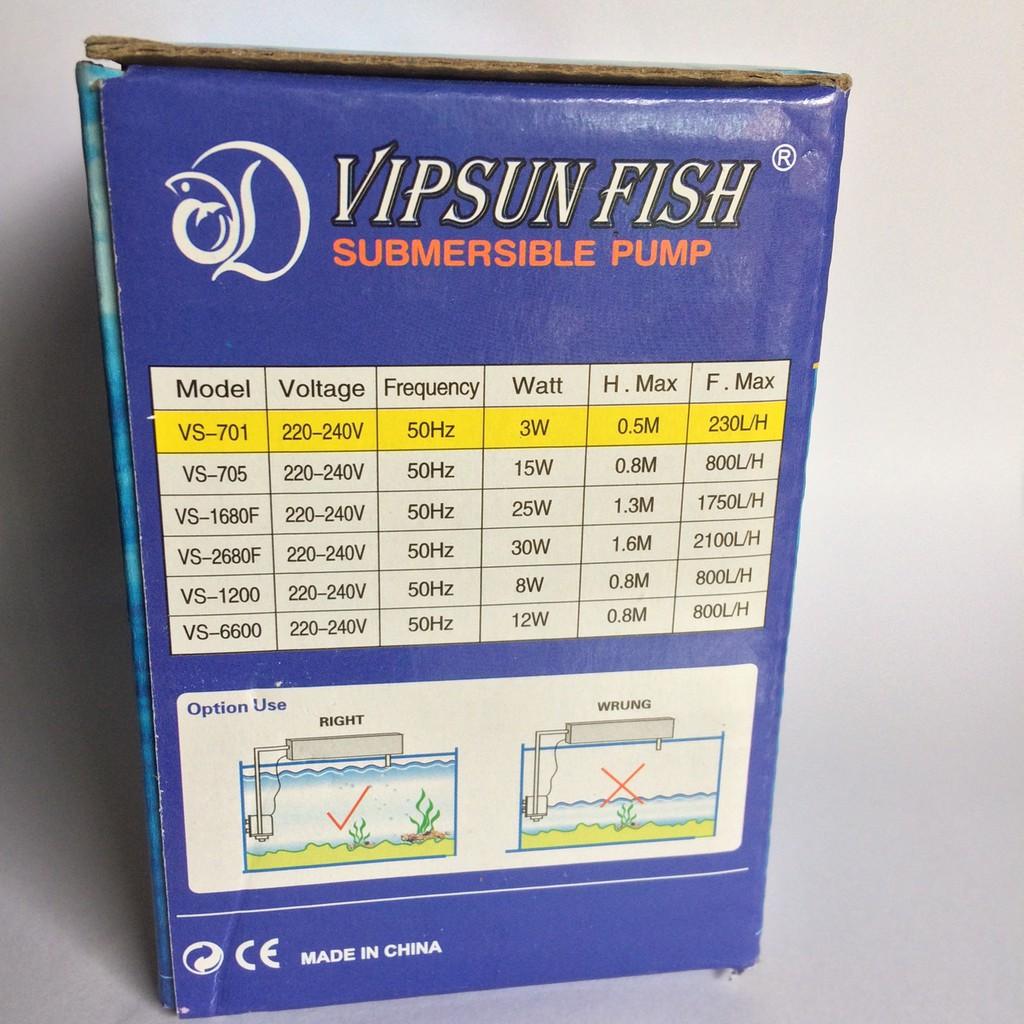 VIPSUN FISH ®
SUBMERSIBLE PUMP
Model Voltage Frequency Watt H . Max F . Max
VS–701 220–240V 50Hz 3W 0.5M 230L/H
VS–705 220–240V 50Hz 15W 0.8M 800L/H
VS–1680F 220–240V 50Hz 25W 1.3M 1750L/H
VS–2680F 220–240V 50Hz 30W 1.6M 2100L/H
VS–1200 220–240V 50Hz 8W 0.8M 800L/H
VS–6600 220–240V 50Hz 12W 0.8M 800L/H
Option Use
RIGHT
WRUNG
CE MADE IN CHINA